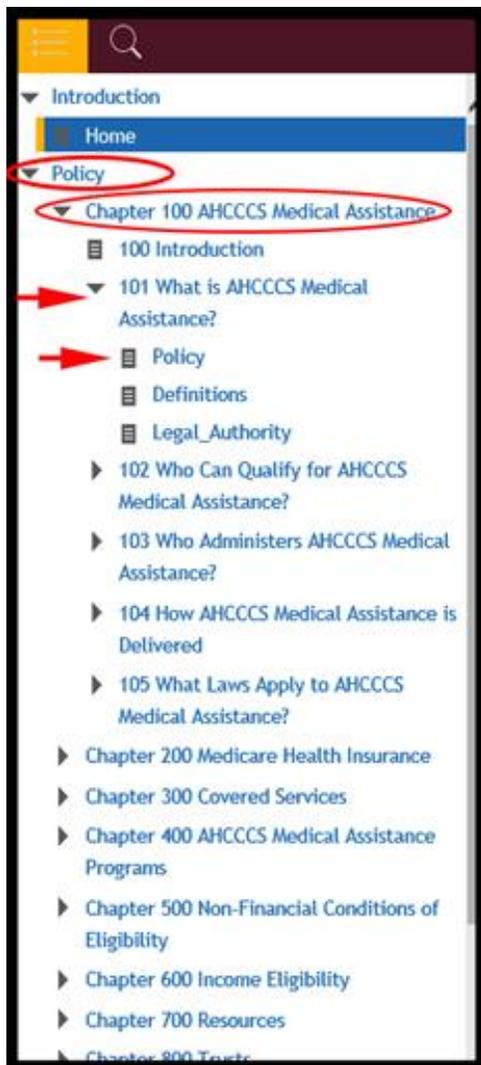 Introduction
Home
Policy
Chapter 100 AHCCCS Medical Assistance
100 Introduction
101 What is AHCCCS Medical
Assistance?
Policy
Definitions
Legal_Authority
102 Who Can Qualify for AHCCCS
Medical Assistance?
103 Who Administers AHCCCS Medical
Assistance?
104 How AHCCCS Medical Assistance is
Delivered
105 What Laws Apply to AHCCCS
Medical Assistance?
Chapter 200 Medicare Health Insurance
Chapter 300 Covered Services
Chapter 400 AHCCCS Medical Assistance
Programs
Chapter 500 Non-Financial Conditions of
Eligibility
Chapter 600 Income Eligibility
Chapter 700 Resources
Chapter 800 Trusts